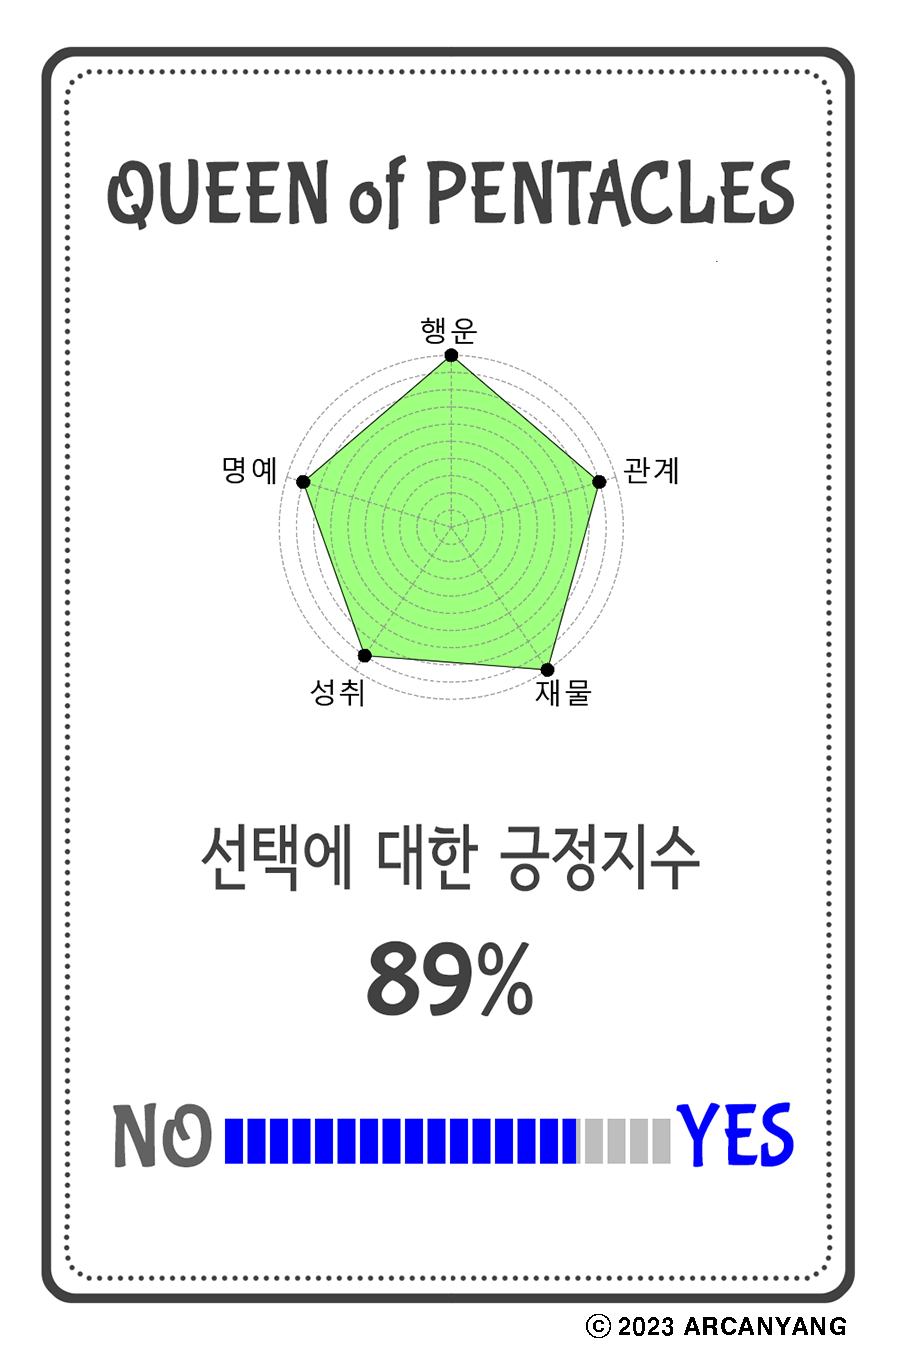 QUEEN of PENTACLES
행운
명예
관계
성취
재물
선택에 대한 긍정지수
89%
NO YES
© 2023 ARCANYANG